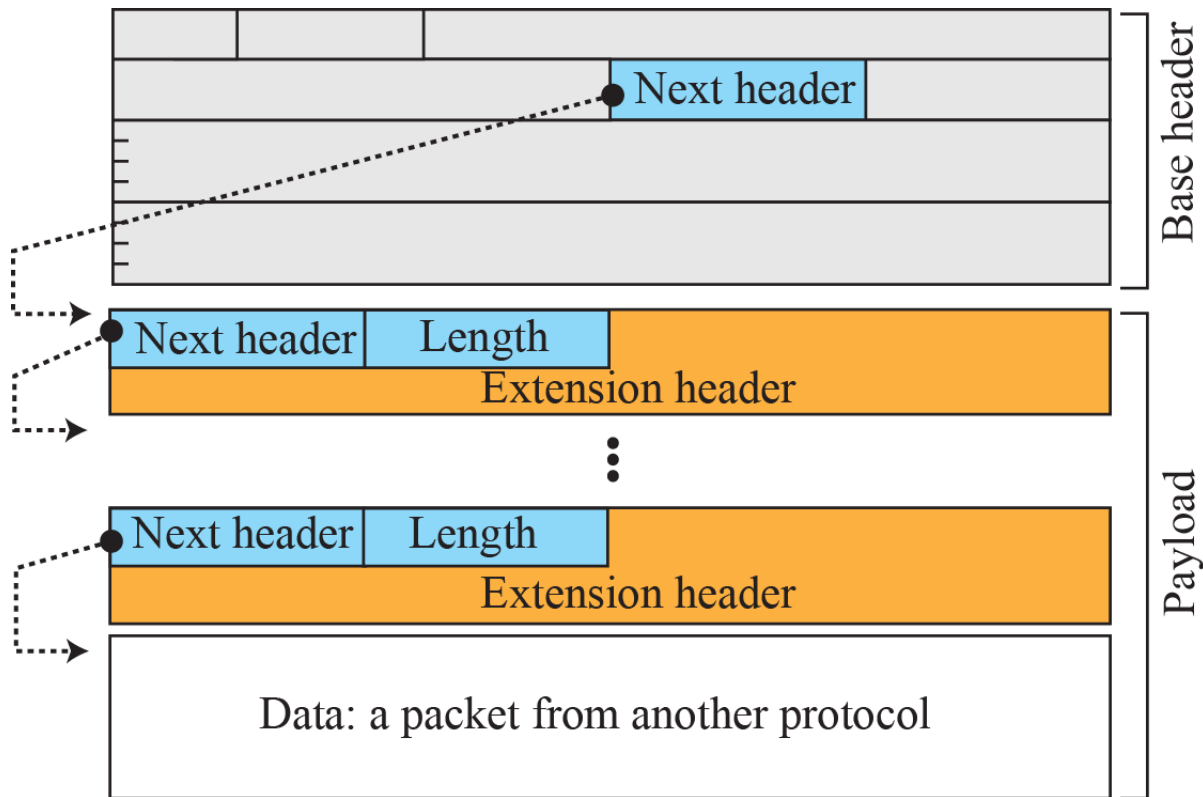 Next header
Base header
Next header
Length
Extension header
Next header
Length
Extension header
Payload
Data: a packet from another protocol